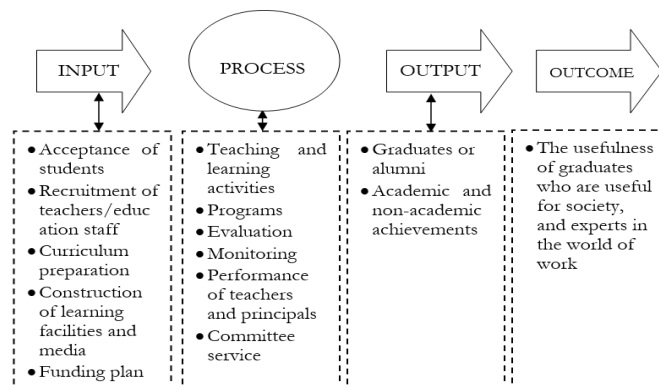 INPUT
PROCESS
OUTPUT
OUTCOME
● Acceptance of
students
● Recruitment of
teachers/educ
ation staff
● Curriculum
preparation
● Construction
of learning
facilities and
media
● Funding plan
● Teaching and
learning
activities
● Programs
● Evaluation
● Monitoring
● Performance
of teachers
and principals
● Committee
service
● Graduates or
alumni
● Academic and
non-academic
achievements
● The usefulness
of graduates
who are useful
for society,
and experts in
the world of
work